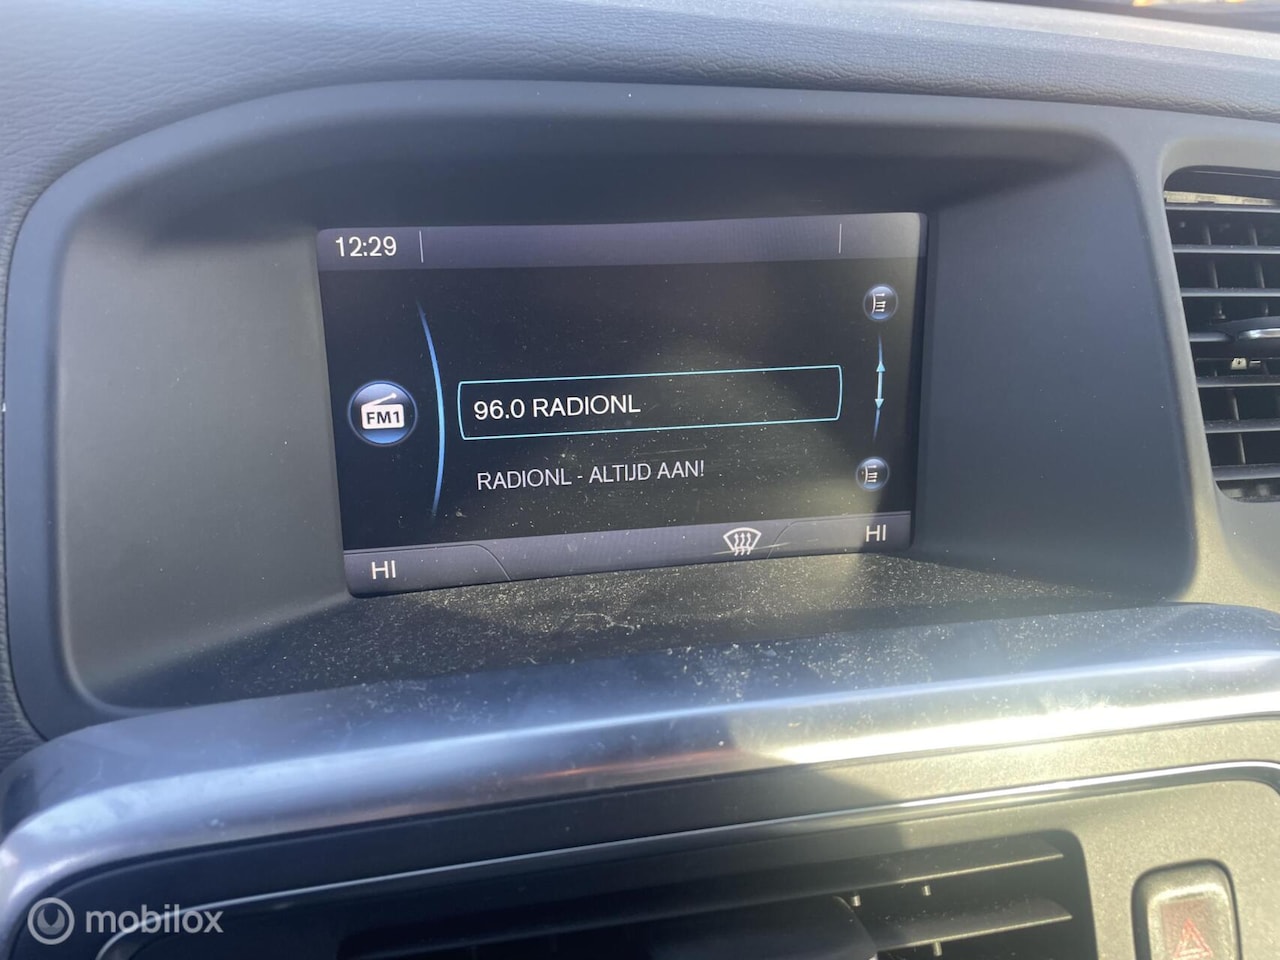 12:29
FM1
96.0 RADIONL
RADIONL - ALTIJD AAN!
HI
HI
mobilox